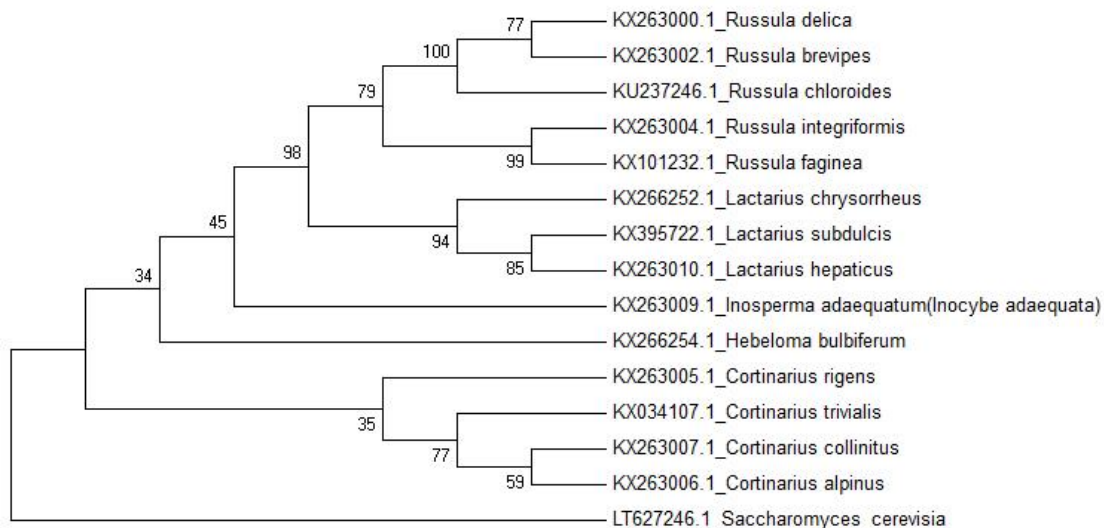 77
KX263000.1_Russula delica
100
KX263002.1_Russula brevipes
79
KU237246.1_Russula chloroides
KX263004.1_Russula integriformis
98
99
KX101232.1_Russula faginea
KX266252.1_Lactarius chrysorrheus
45
94
KX395722.1_Lactarius subdulcis
85
KX263010.1_Lactarius hepaticus
34
KX263009.1_Inosperma adaequatum(Inocybe adaequata)
KX266254.1_Hebeloma bulbiferum
KX263005.1_Cortinarius rigens
35
KX034107.1_Cortinarius trivialis
77
KX263007.1_Cortinarius collinitus
59
KX263006.1_Cortinarius alpinus
LT627246.1_Saccharomyces_cerevisia